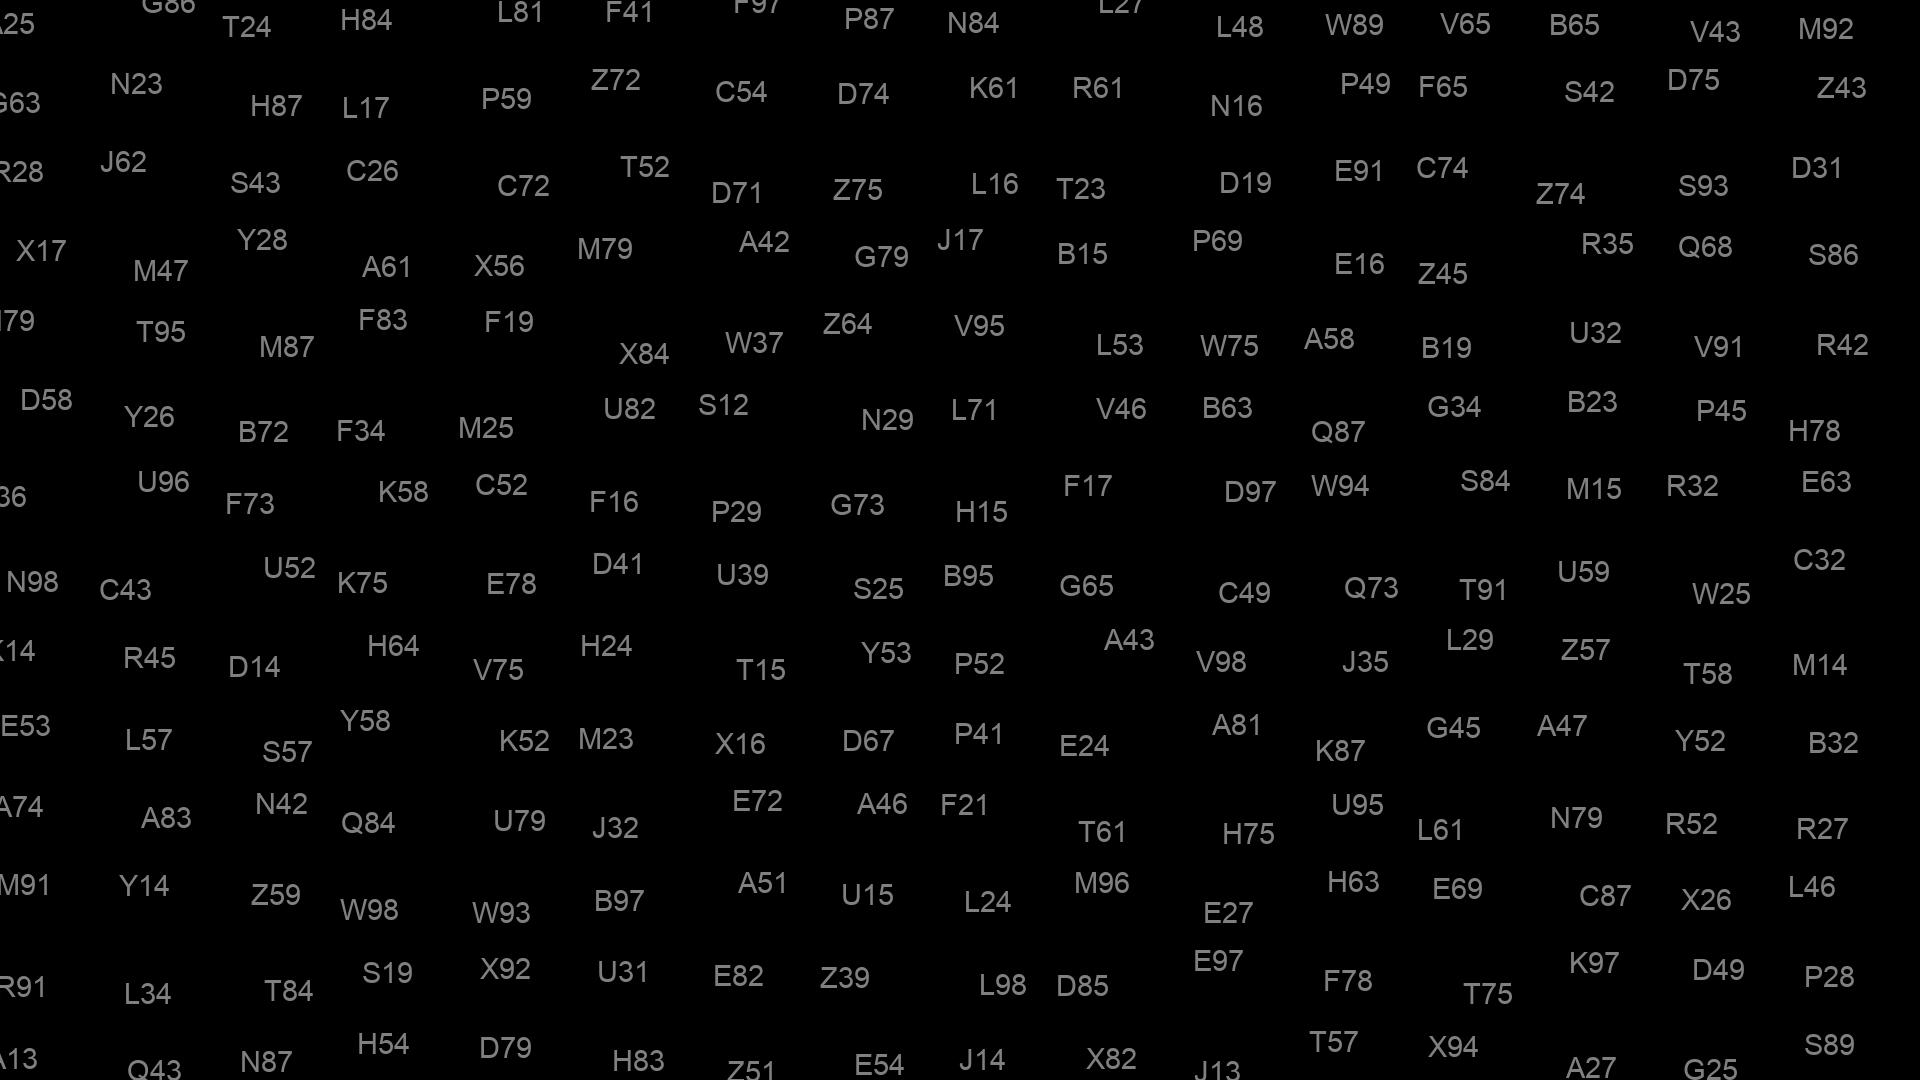 G86 T24 H84 L81 F41 F97 P87 N84 L27 L48 W89 V65 B65 V43 M92
G63 N23 H87 L17 P59 Z72 C54 D74 K61 R61 N16 P49 F65 S42 D75 Z43
R28 J62 S43 C26 C72 T52 D71 Z75 L16 T23 D19 E91 C74 Z74 S93 D31
X17 M47 Y28 A61 X56 M79 A42 G79 J17 B15 P69 E16 Z45 R35 Q68 S86
T95 M87 F83 F19 X84 W37 Z64 V95 L53 W75 A58 B19 U32 V91 R42
D58 Y26 B72 F34 M25 U82 S12 N29 L71 V46 B63 Q87 G34 B23 P45 H78
36 U96 F73 K58 C52 F16 P29 G73 H15 F17 D97 W94 S84 M15 R32 E63
N98 C43 U52 K75 E78 D41 U39 S25 B95 G65 C49 Q73 T91 U59 W25 C32
R45 D14 H64 V75 H24 T15 Y53 P52 A43 V98 J35 L29 Z57 T58 M14
E53 L57 S57 Y58 K52 M23 X16 D67 P41 E24 A81 K87 G45 A47 Y52 B32
A74 A83 N42 Q84 U79 J32 E72 A46 F21 T61 H75 U95 L61 N79 R52 R27
M91 Y14 Z59 W98 W93 B97 A51 U15 L24 M96 E27 H63 E69 C87 X26 L46
R91 L34 T84 S19 X92 U31 E82 Z39 L98 D85 E97 F78 T75 K97 D49 P28
A13 Q43 N87 H54 D79 H83 Z51 E54 J14 X82 J13 T57 X94 A27 G25 S89